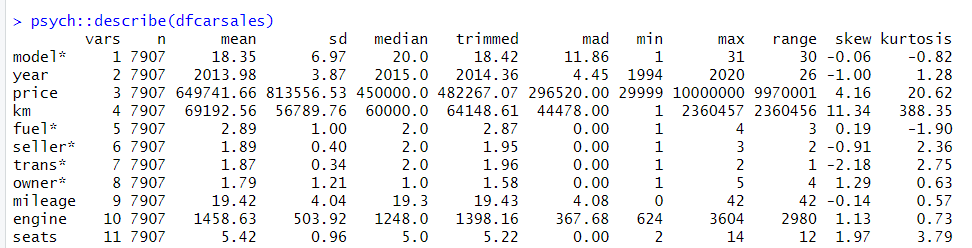 > psych::describe(dfcarsales)
vars n mean sd median trimmed mad min max range skew kurtosis
model* 1 7907 18.35 6.97 20.0 18.42 11.86 1 31 30 -0.06 -0.82
year 2 7907 2013.98 3.87 2015.0 2014.36 4.45 1994 2020 26 -1.00 1.28
price 3 7907 649741.66 813556.53 450000.0 482267.07 296520.00 29999 10000000 9970001 4.16 20.62
km 4 7907 69192.56 56789.76 60000.0 64148.61 44478.00 1 2360457 2360456 11.34 388.35
fuel* 5 7907 2.89 1.00 2.0 2.87 0.00 1 4 3 0.19 -1.90
seller* 6 7907 1.89 0.40 2.0 1.95 0.00 1 3 2 -0.91 2.36
trans* 7 7907 1.87 0.34 2.0 1.96 0.00 1 2 1 -2.18 2.75
owner* 8 7907 1.79 1.21 1.0 1.58 0.00 1 5 4 1.29 0.63
mileage 9 7907 19.42 4.04 19.3 19.43 4.08 0 42 42 -0.14 0.57
engine 10 7907 1458.63 503.92 1248.0 1398.16 367.68 624 3604 2980 1.13 0.73
seats 11 7907 5.42 0.96 5.0 5.22 0.00 2 14 12 1.97 3.79